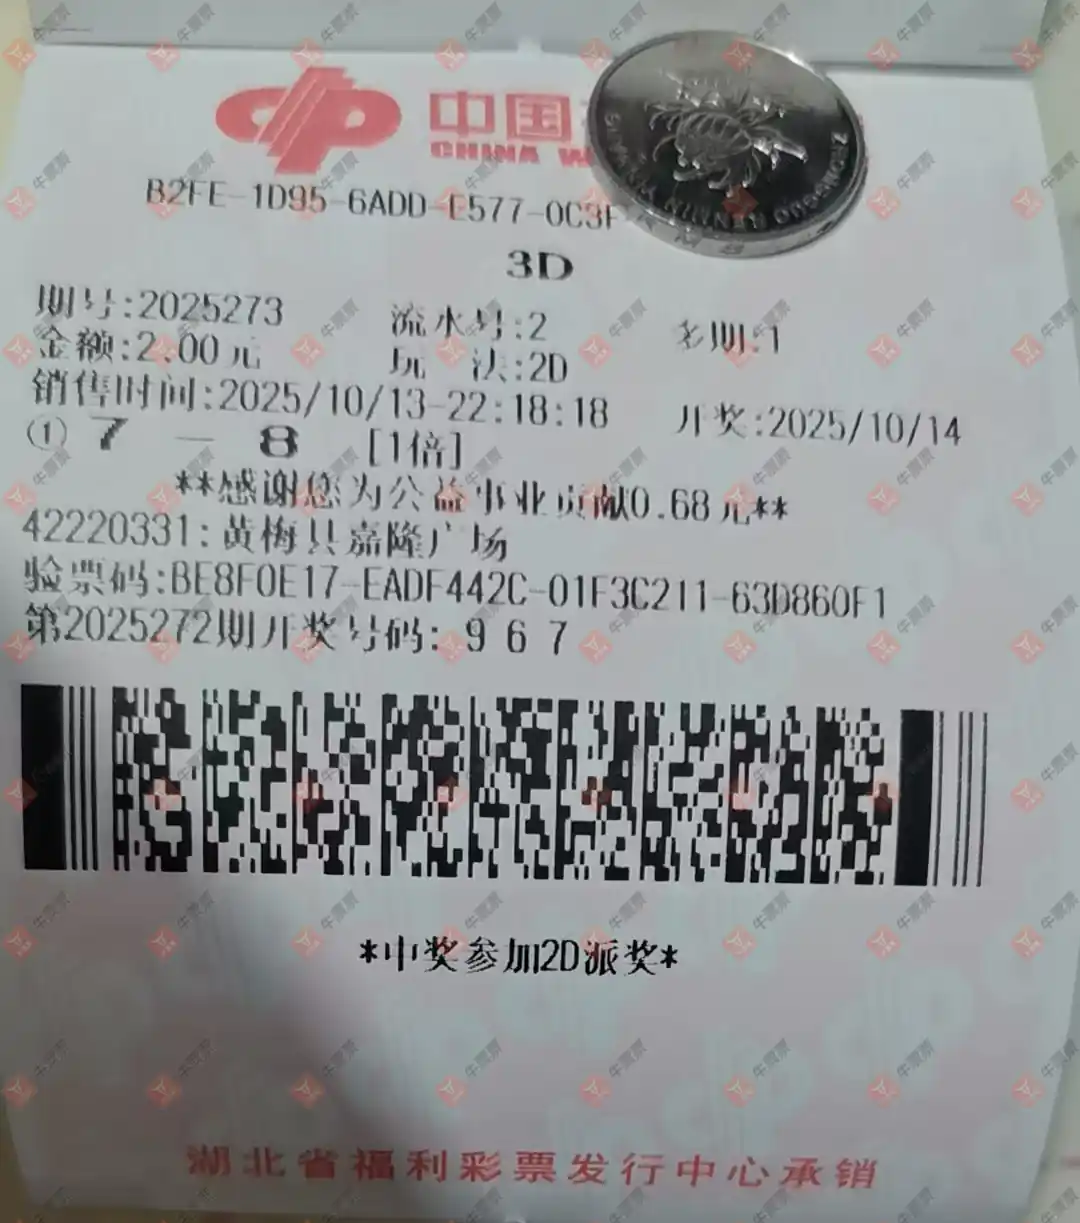 中国
CHINA W
B2FE-1D95-6ADD-E577-0C3F
3D
期号:2025273 流水号:2 多期:1
金额:2.00元 玩 法:2D
销售时间:2025/10/13-22:18:18 开奖:2025/10/14
① 7 — 8 [1倍]
**感谢您为公益事业贡献0.68元**
42220331:黄梅县嘉隆广场
验票码:BE8F0E17-EADF442C-01F3C211-63D860F1
第2025272期开奖号码: 9 6 7
*中奖参加2D派奖*
湖北省福利彩票发行中心承销
牛票票